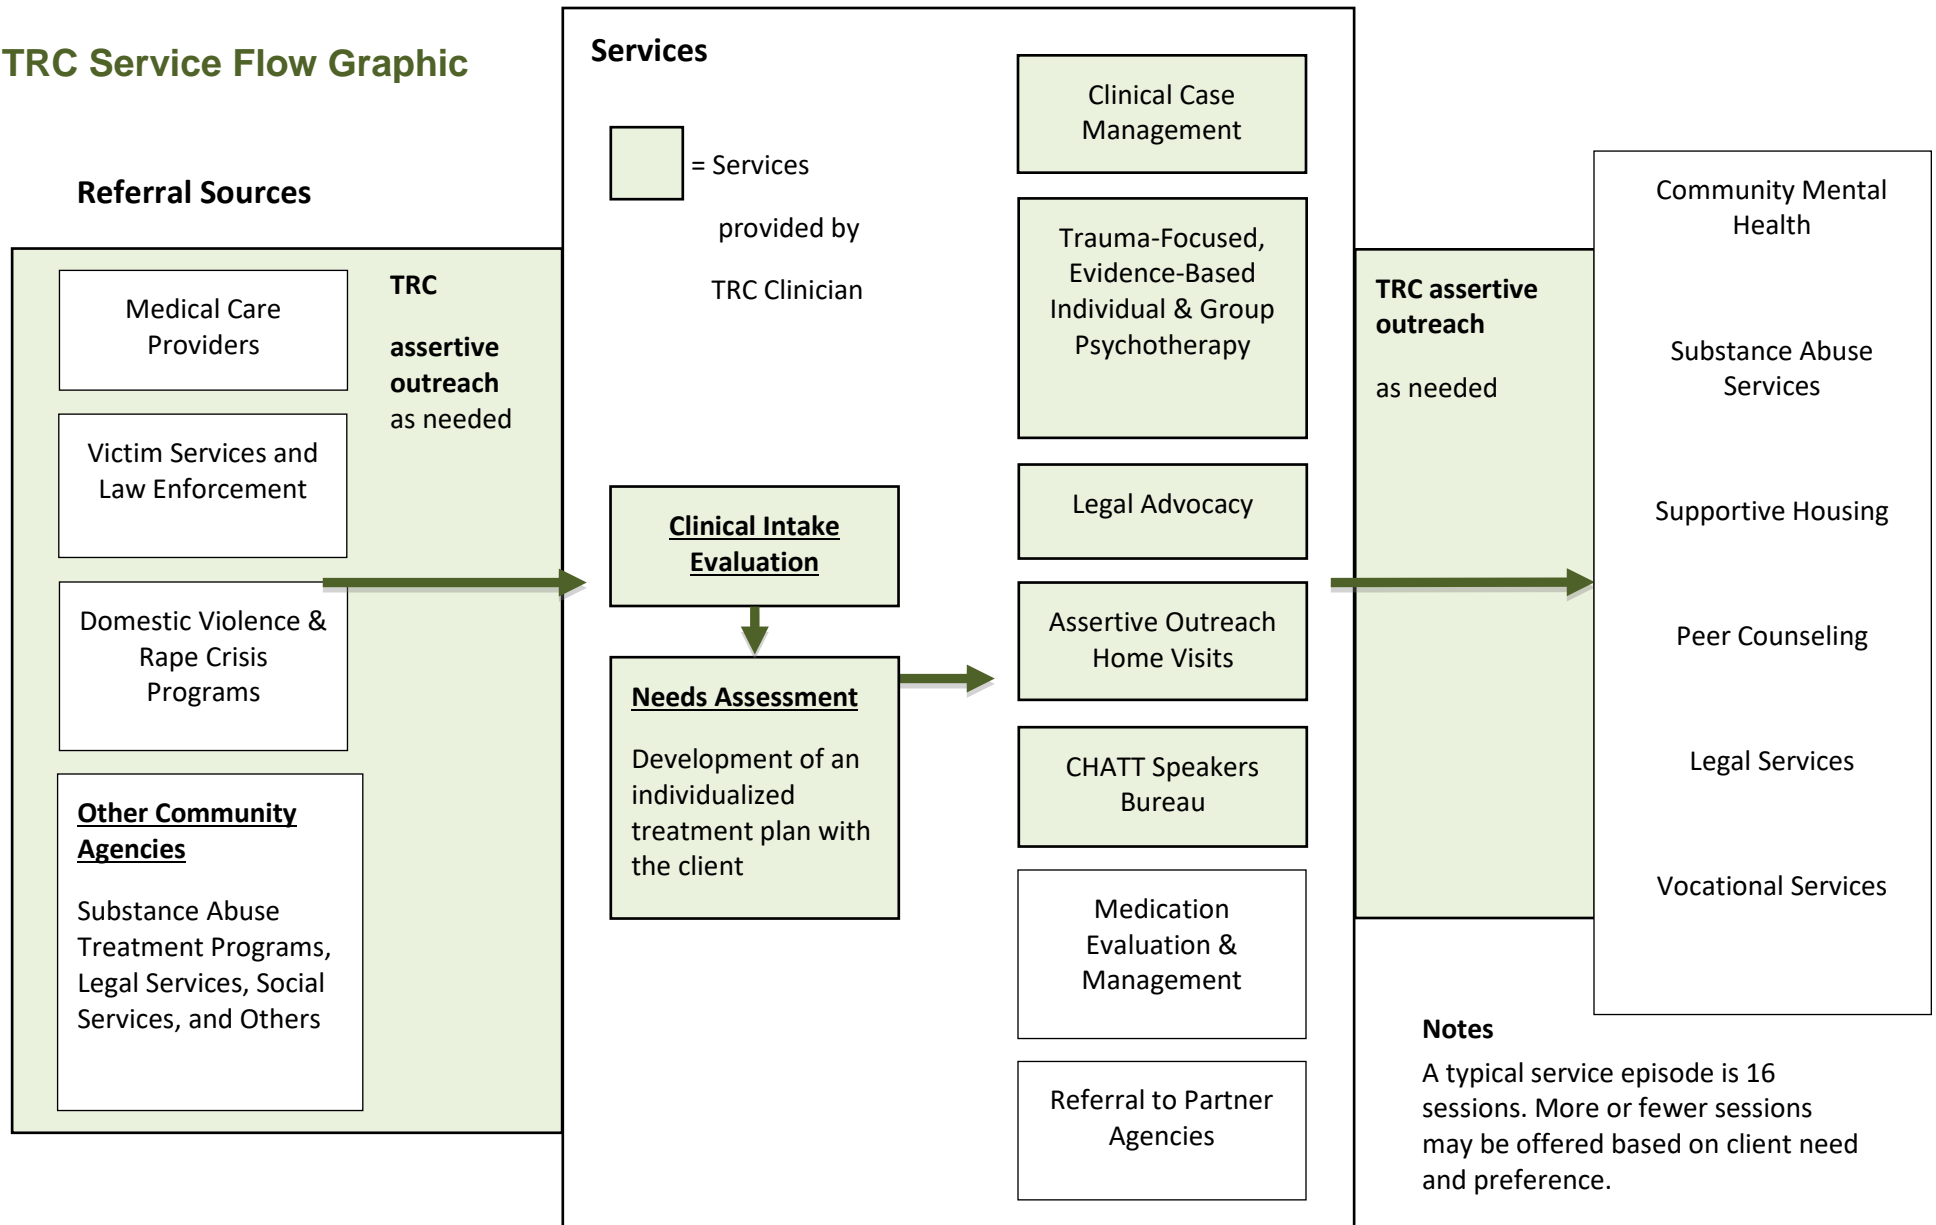 TRC Service Flow Graphic
Referral Sources
Medical Care
Providers
Victim Services and
Law Enforcement
Domestic Violence &
Rape Crisis
Programs
Other Community
Agencies
Substance Abuse
Treatment Programs,
Legal Services, Social
Services, and Others
TRC
assertive
outreach
as needed
Services
= Services
provided by
TRC Clinician
Clinical Intake
Evaluation
Needs Assessment
Development of an
individualized
treatment plan with
the client
Clinical Case
Management
Trauma-Focused,
Evidence-Based
Individual & Group
Psychotherapy
Legal Advocacy
Assertive Outreach
Home Visits
CHATT Speakers
Bureau
Medication
Evaluation &
Management
Referral to Partner
Agencies
TRC assertive
outreach
as needed
Community Mental
Health
Substance Abuse
Services
Supportive Housing
Peer Counseling
Legal Services
Vocational Services
Notes
A typical service episode is 16
sessions. More or fewer sessions
may be offered based on client need
and preference.